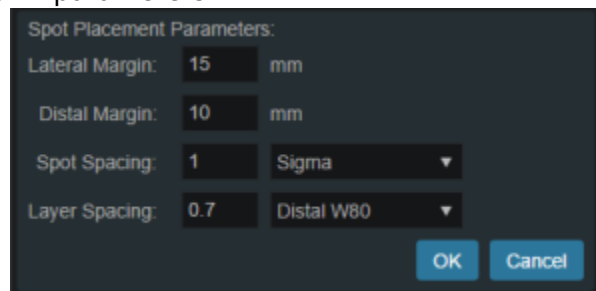 Spot Placement Parameters:
Lateral Margin: 15 mm
Distal Margin: 10 mm
Spot Spacing: 1 Sigma
Layer Spacing: 0.7 Distal W80
OK Cancel